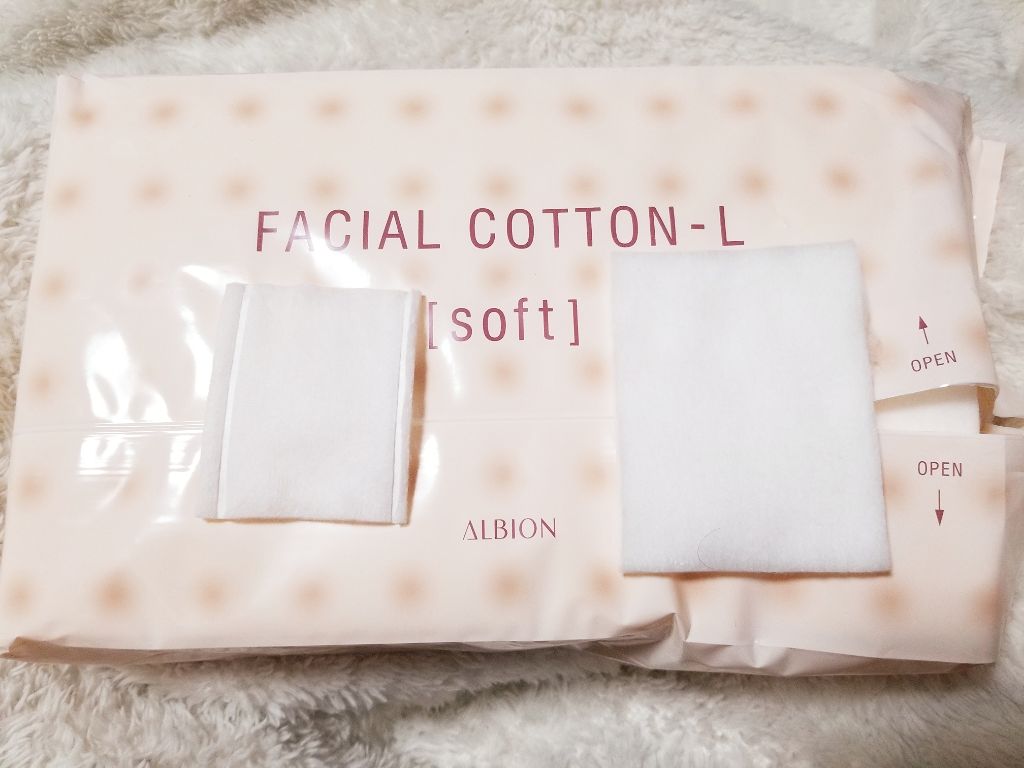 FACIAL COTTON-L
[soft]
OPEN
OPEN
ALBION